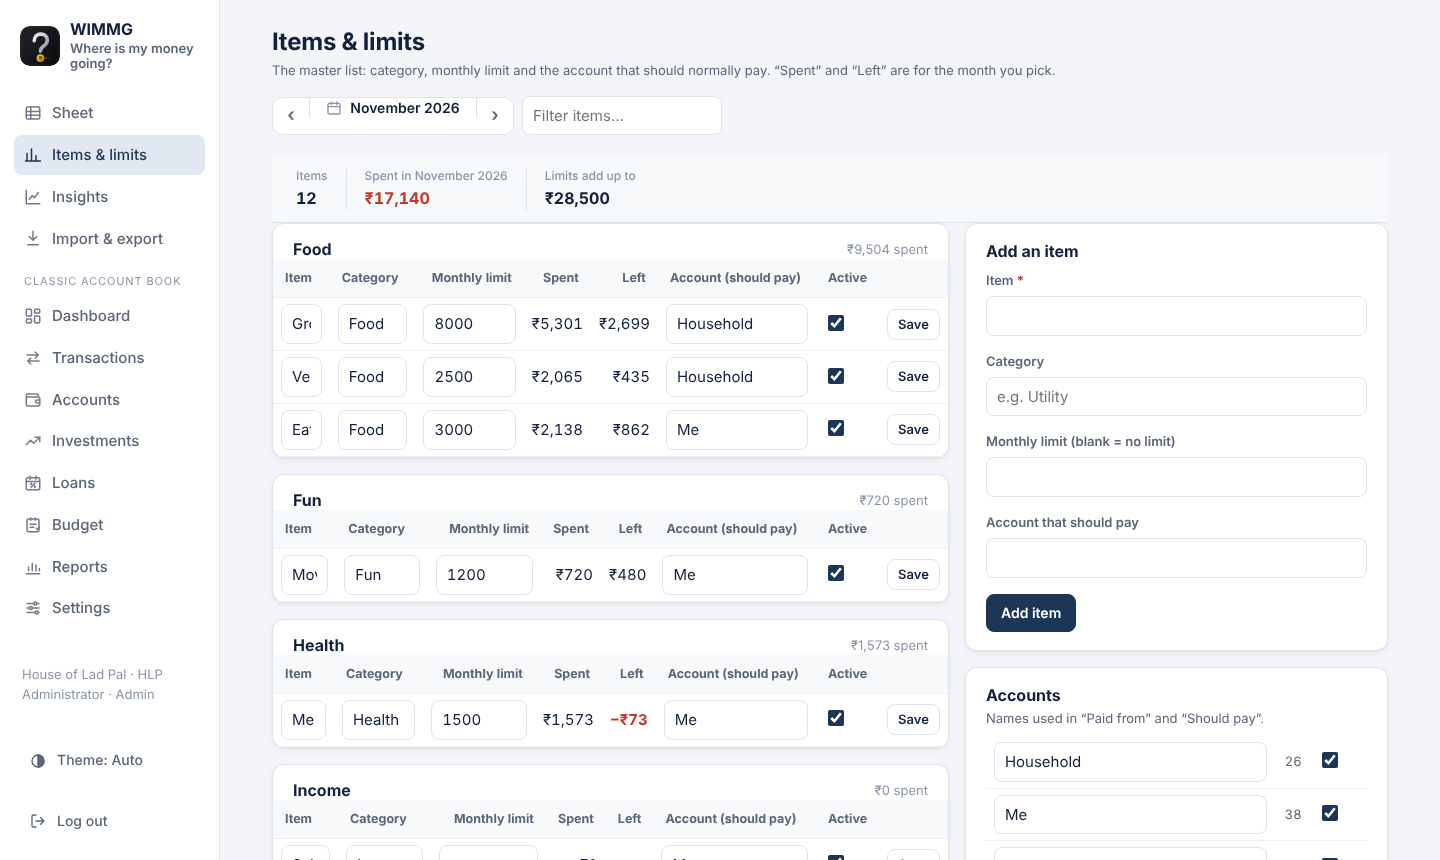 WIMMG
Where is my money
going?
Sheet
Items & limits
Insights
Import & export
CLASSIC ACCOUNT BOOK
Dashboard
Transactions
Accounts
Investments
Loans
Budget
Reports
Settings
House of Lad Pal · HLP
Administrator · Admin
Theme: Auto
Log out
Items & limits
The master list: category, monthly limit and the account that should normally pay. “Spent” and “Left” are for the month you pick.
‹ November 2026 › Filter items...
Items Spent in November 2026 Limits add up to
12 ₹17,140 ₹28,500
Food ₹9,504 spent
Item Category Monthly limit Spent Left Account (should pay) Active
Food 8000 ₹5,301 ₹2,699 Household Save
Ve Food 2500 ₹2,065 ₹435 Household Save
Food 3000 ₹2,138 ₹862 Me Save
Fun ₹720 spent
Item Category Monthly limit Spent Left Account (should pay) Active
Fun 1200 ₹720 ₹480 Me Save
Health ₹1,573 spent
Item Category Monthly limit Spent Left Account (should pay) Active
Me Health 1500 ₹1,573 −₹73 Me Save
Income ₹0 spent
Item Category Monthly limit Spent Left Account (should pay) Active
Add an item
Item *
Category
e.g. Utility
Monthly limit (blank = no limit)
Account that should pay
Add item
Accounts
Names used in “Paid from” and “Should pay”.
Household 26
Me 38